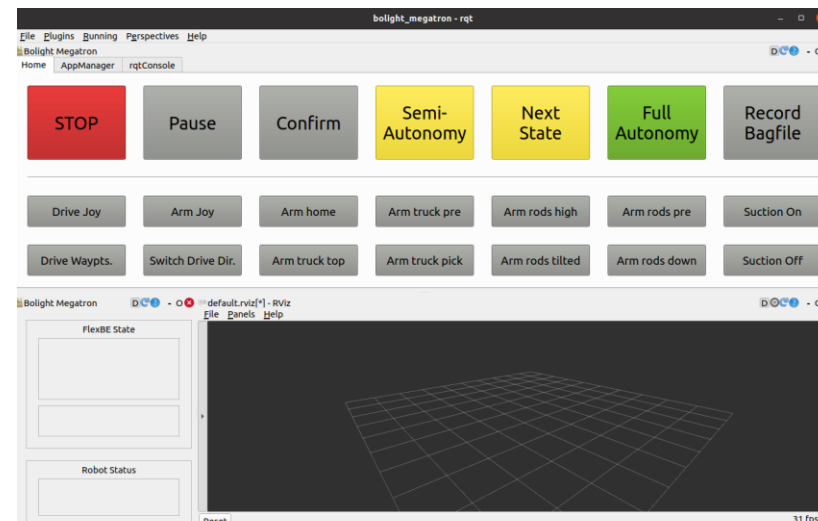 bolight_megatron - rqt
File Plugins Running Perspectives Help
Bolight Megatron
D
Home AppManager rqtConsole
STOP
Pause
Confirm
Semi-
Autonomy
Next
State
Full
Autonomy
Record
Bagfile
Drive Joy
Arm Joy
Arm home
Arm truck pre
Arm rods high
Arm rods pre
Suction On
Drive Waypts.
Switch Drive Dir.
Arm truck top
Arm truck pick
Arm rods tilted
Arm rods down
Suction Off
Bolight Megatron
D
default.rviz[*] - RViz
D
File Panels Help
FlexBE State
Robot Status
Reset
31 fps